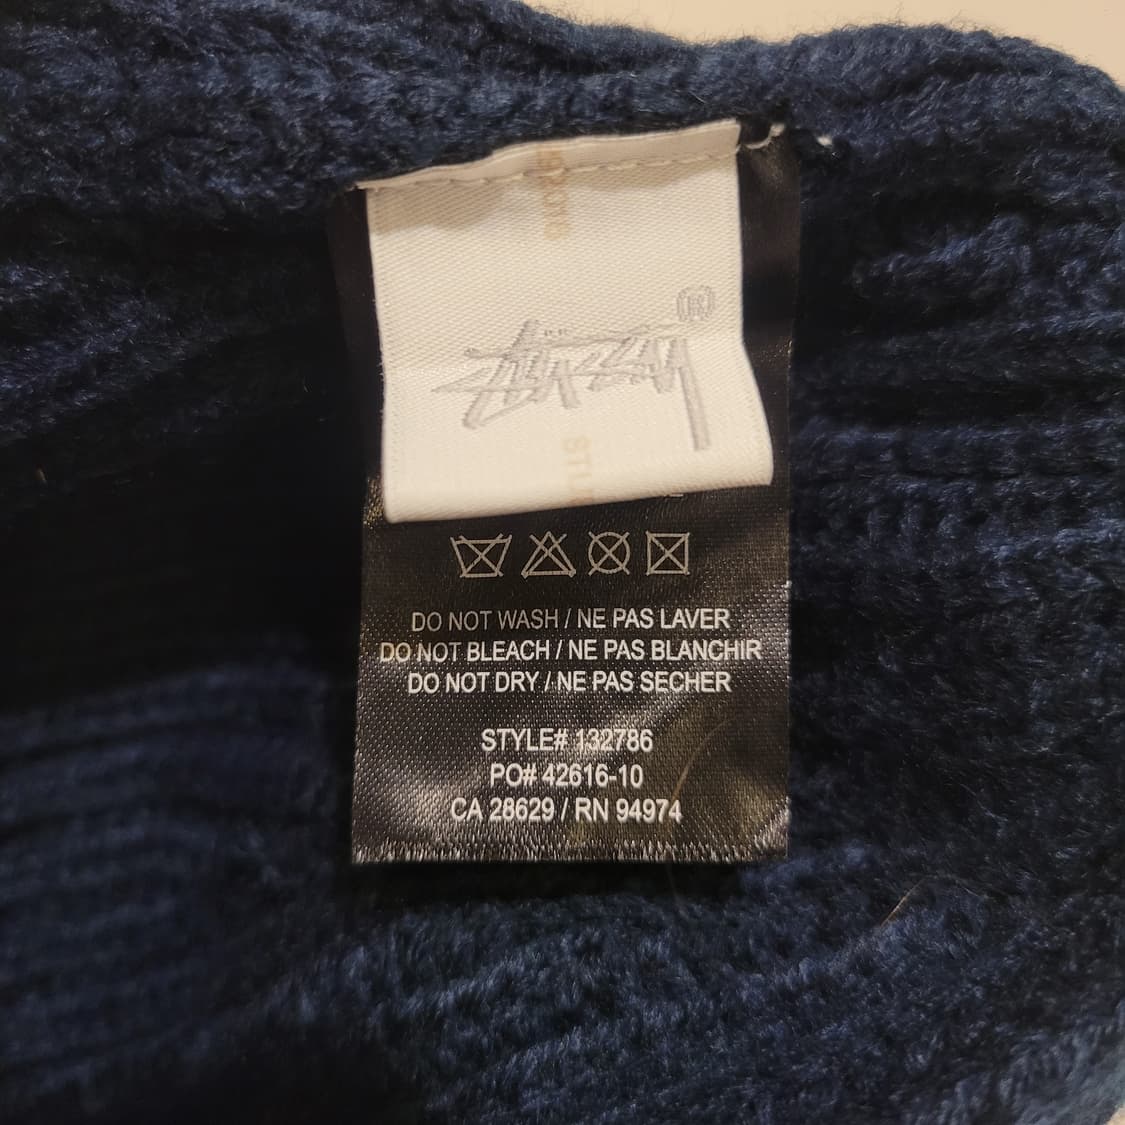 STÜSSY ®
DO NOT WASH / NE PAS LAVER
DO NOT BLEACH / NE PAS BLANCHIR
DO NOT DRY / NE PAS SECHER
STYLE# 132786
PO# 42616-10
CA 28629 / RN 94974